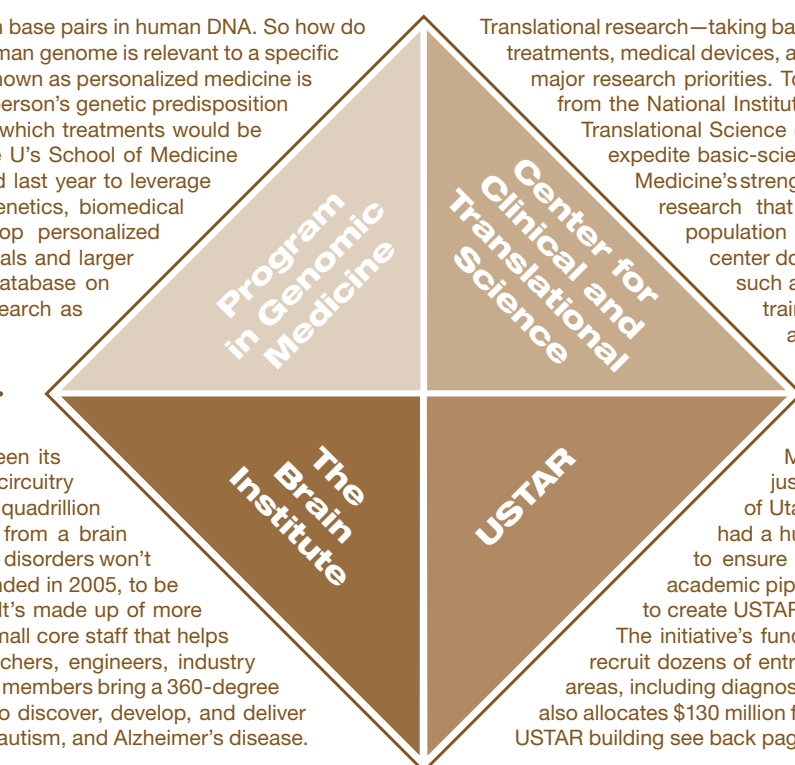 n base pairs in human DNA. So how do
man genome is relevant to a specific
nown as personalized medicine is
erson's genetic predisposition
which treatments would be
e U's School of Medicine
d last year to leverage
enetics, biomedical
op personalized
als and larger
atabase on
earch as
Translational research—taking ba
treatments, medical devices, a
major research priorities. To
from the National Institut
Translational Science (
expedite basic-scie
Medicine's streng
research that
population
center do
such a
train
a
Program
in Genomic
Medicine
Center for
Clinical and
Translational
Science
The
Brain
Institute
USTAR
een its
circuitry
quadrillion
from a brain
disorders won't
nded in 2005, to be
It's made up of more
mall core staff that helps
chers, engineers, industry
members bring a 360-degree
o discover, develop, and deliver
autism, and Alzheimer's disease.
M
jus
of Uta
had a hu
to ensure
academic pip
to create USTAR
The initiative's fund
recruit dozens of entr
areas, including diagnos
also allocates $130 million f
USTAR building see back pag